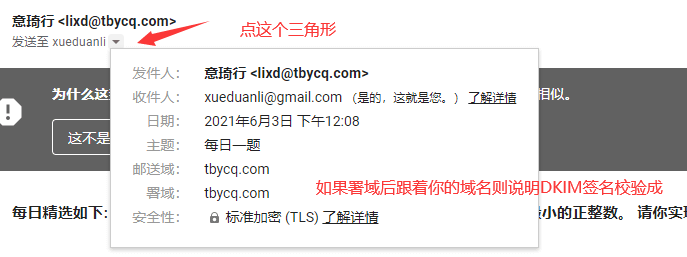 意琦行 <lixd@tbycq.com>
点这个三角形
发送至 xueduanli
发件人： 意琦行 <lixd@tbycq.com>
为什么这 相似。
收件人： xueduanli@gmail.com （是的，这就是您。）了解详情
日期： 2021年6月3日 下午12:08
这不是
主题： 每日一题
邮送域： tbycq.com
署域： tbycq.com
如果署域后跟着你的域名则说明DKIM签名校验成
每日精选如下： 小的正整数。 请你实
安全性： 标准加密 (TLS) 了解详情